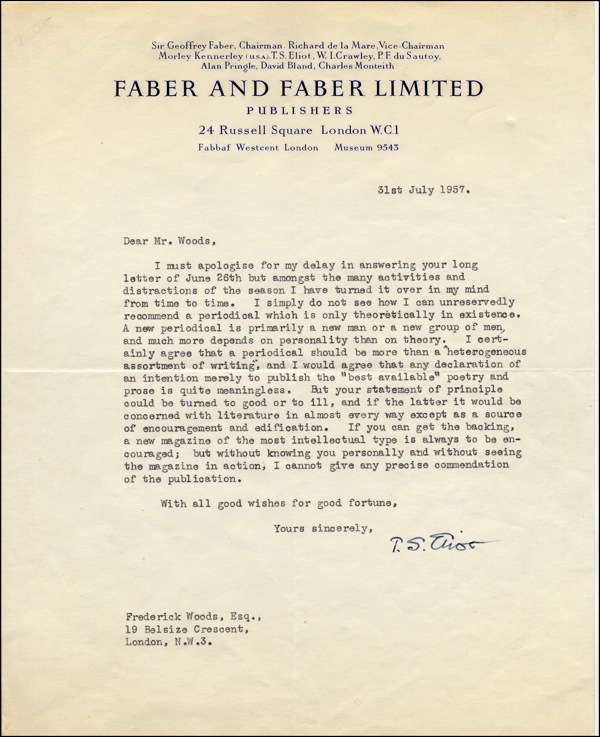 Sir Geoffrey Faber, Chairman. Richard de la Mare, Vice-Chairman
Morley Kennerley (U.S.A.), T.S. Eliot, W. I. Crawley, P. F. du Sautoy,
Alan Pringle, David Bland, Charles Monteith
FABER AND FABER LIMITED
PUBLISHERS
24 Russell Square London W.C.1
Fabbaf Westcent London Museum 9543
31st July 1957.
Dear Mr. Woods,
I must apologise for my delay in answering your long
letter of June 26th but amongst the many activities and
distractions of the season I have turned it over in my mind
from time to time. I simply do not see how I can unreservedly
recommend a periodical which is only theoretically in existence.
A new periodical is primarily a new man or a new group of men,
and much more depends on personality than on theory. I cert-
ainly agree that a periodical should be more than a "heterogeneous
assortment of writing", and I would agree that any declaration of
an intention merely to publish the "best available" poetry and
prose is quite meaningless. But your statement of principle
could be turned to good or to ill, and if the latter it would be
concerned with literature in almost every way except as a source
of encouragement and edification. If you can get the backing,
a new magazine of the most intellectual type is always to be en-
couraged; but without knowing you personally and without seeing
the magazine in action, I cannot give any precise commendation
of the publication.
With all good wishes for good fortune,
Yours sincerely,
T. S. Eliot
Frederick Woods, Esq.,
19 Belsize Crescent,
London, N.W.3.